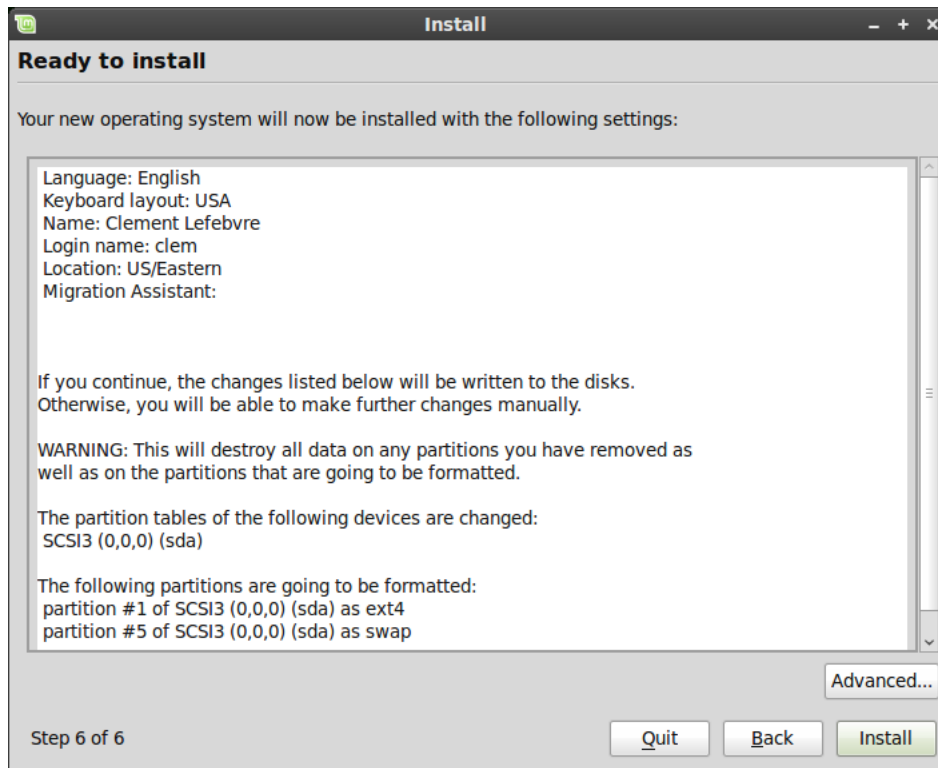 Install
Ready to install
Your new operating system will now be installed with the following settings:
Language: English
Keyboard layout: USA
Name: Clement Lefebvre
Login name: clem
Location: US/Eastern
Migration Assistant:
If you continue, the changes listed below will be written to the disks.
Otherwise, you will be able to make further changes manually.
WARNING: This will destroy all data on any partitions you have removed as
well as on the partitions that are going to be formatted.
The partition tables of the following devices are changed:
SCSI3 (0,0,0) (sda)
The following partitions are going to be formatted:
partition #1 of SCSI3 (0,0,0) (sda) as ext4
partition #5 of SCSI3 (0,0,0) (sda) as swap
Advanced...
Step 6 of 6 Quit Back Install